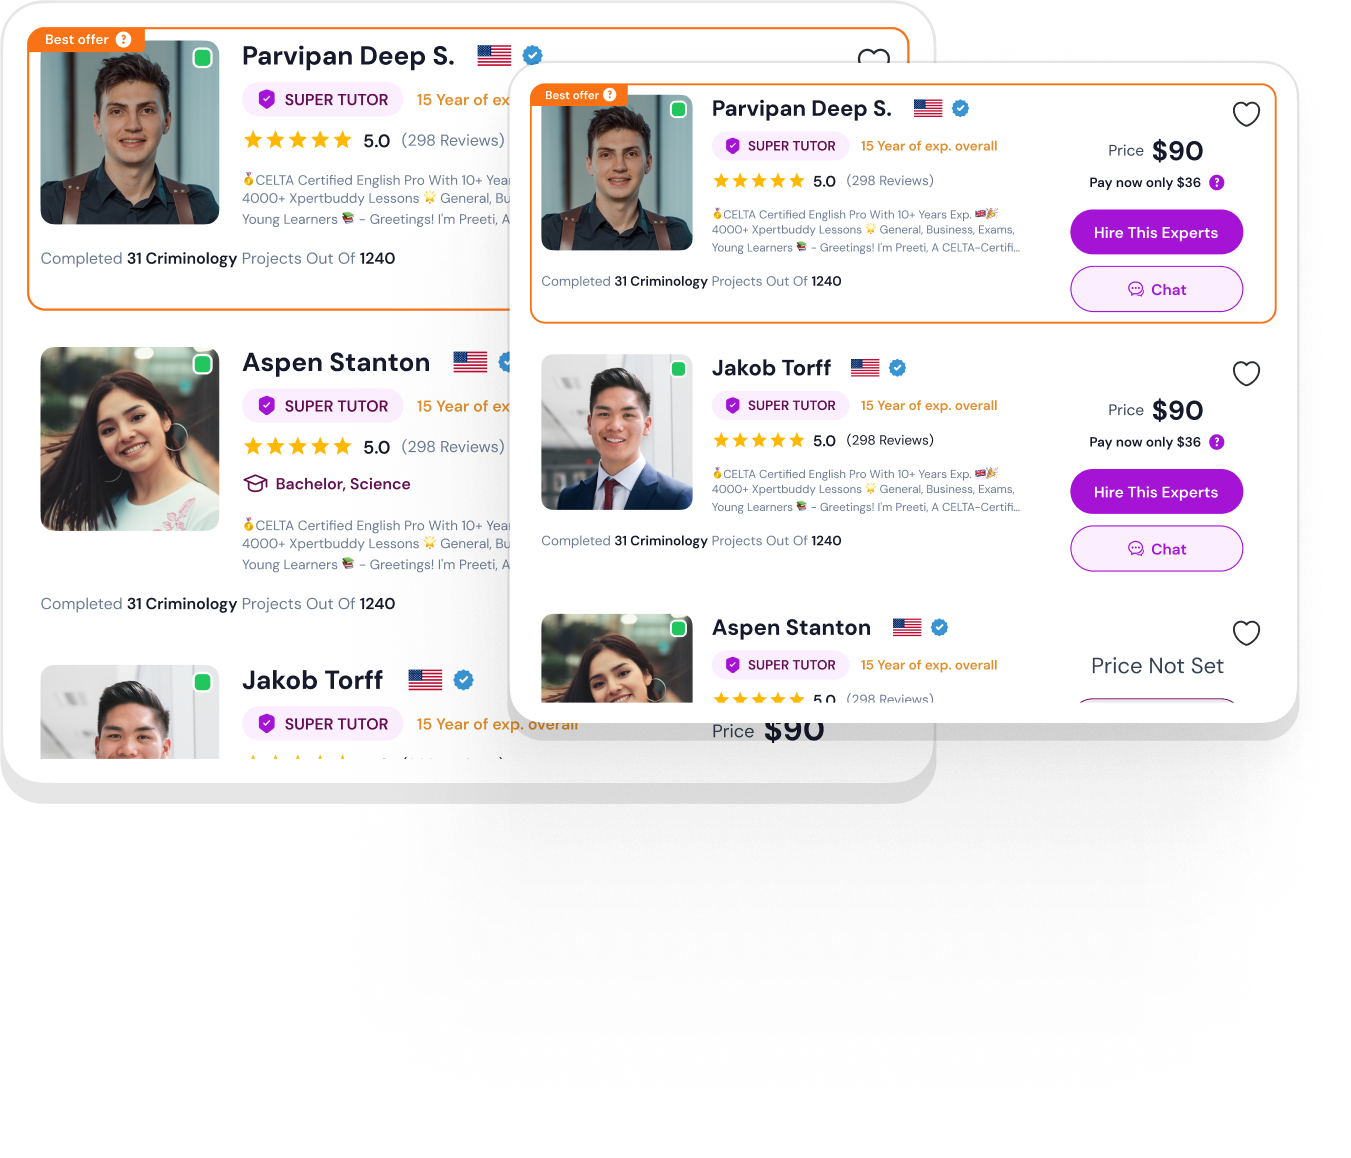 Best offer ?
Parvipan Deep S.
SUPER TUTOR 15 Year of ex
5.0 (298 Reviews)
🥇CELTA Certified English Pro With 10+ Yea
4000+ Xpertbuddy Lessons 🌟 General, Bu
Young Learners 📚 - Greetings! I'm Preeti, A
Completed 31 Criminology Projects Out Of 1240
Aspen Stanton
SUPER TUTOR 15 Year of ex
5.0 (298 Reviews)
Bachelor, Science
🥇CELTA Certified English Pro With 10+ Yea
4000+ Xpertbuddy Lessons 🌟 General, Bu
Young Learners 📚 - Greetings! I'm Preeti, A
Completed 31 Criminology Projects Out Of 1240
Jakob Torff
SUPER TUTOR 15 Year of exp. overall
Price $90
Best offer ?
Parvipan Deep S.
SUPER TUTOR 15 Year of exp. overall
5.0 (298 Reviews)
🥇CELTA Certified English Pro With 10+ Years Exp. 🇬🇧🎉
4000+ Xpertbuddy Lessons 🌟 General, Business, Exams,
Young Learners 📚 - Greetings! I'm Preeti, A CELTA-Certifi...
Completed 31 Criminology Projects Out Of 1240
Price $90
Pay now only $36 ?
Hire This Experts
Chat
Jakob Torff
SUPER TUTOR 15 Year of exp. overall
5.0 (298 Reviews)
🥇CELTA Certified English Pro With 10+ Years Exp. 🇬🇧🎉
4000+ Xpertbuddy Lessons 🌟 General, Business, Exams,
Young Learners 📚 - Greetings! I'm Preeti, A CELTA-Certifi...
Completed 31 Criminology Projects Out Of 1240
Price $90
Pay now only $36 ?
Hire This Experts
Chat
Aspen Stanton
SUPER TUTOR 15 Year of exp. overall
5.0 (298 Reviews)
Price Not Set